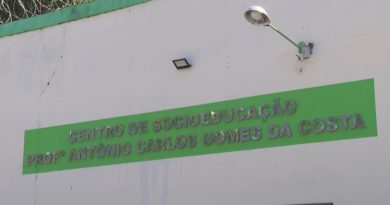 CENTRO DE SOCIOEDUCAÇÃO
PROFº ANTÔNIO CARLOS GOMES DA COSTA